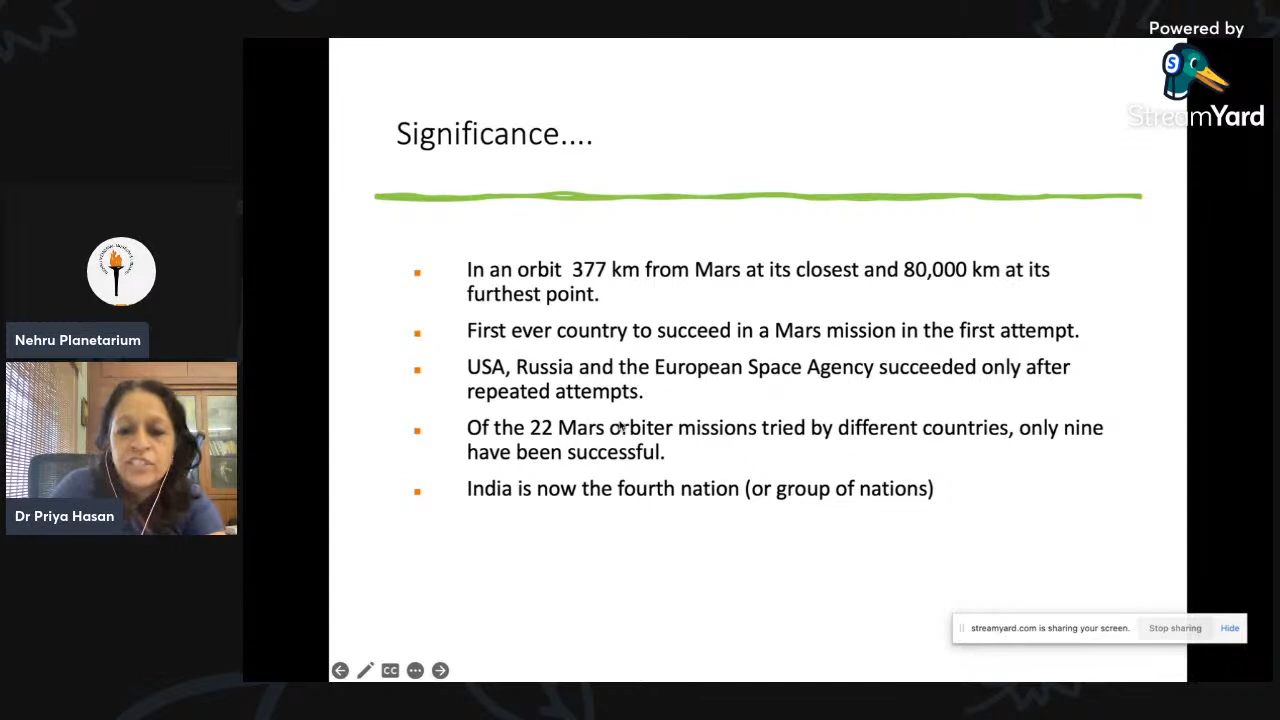 Powered by
StreamYard
Significance....
In an orbit 377 km from Mars at its closest and 80,000 km at its
furthest point.
First ever country to succeed in a Mars mission in the first attempt.
USA, Russia and the European Space Agency succeeded only after
repeated attempts.
Of the 22 Mars orbiter missions tried by different countries, only nine
have been successful.
India is now the fourth nation (or group of nations)
Nehru Planetarium
Dr Priya Hasan
streamyard.com is sharing your screen.
Stop sharing
Hide
CC
S